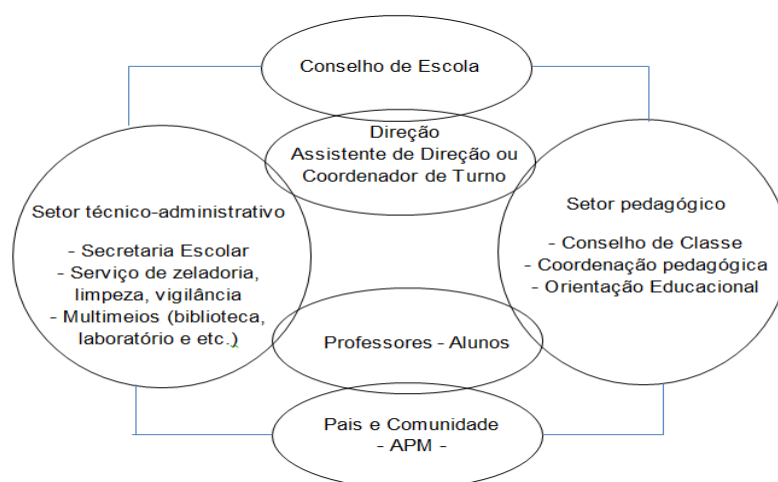 Conselho de Escola
Direção
Assistente de Direção ou
Coordenador de Turno
Setor técnico-administrativo
- Secretaria Escolar
- Serviço de zeladoria,
limpeza, vigilância
- Multimeios (biblioteca,
laboratório e etc.)
Setor pedagógico
- Conselho de Classe
- Coordenação pedagógica
- Orientação Educacional
Professores - Alunos
Pais e Comunidade
- APM -